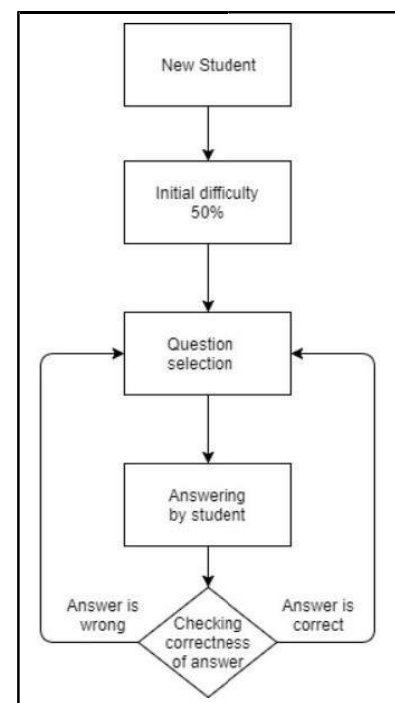 New Student
Initial difficulty
50%
Question
selection
Answering
by student
Answer is
wrong
Checking
correctness
of answer
Answer is
correct